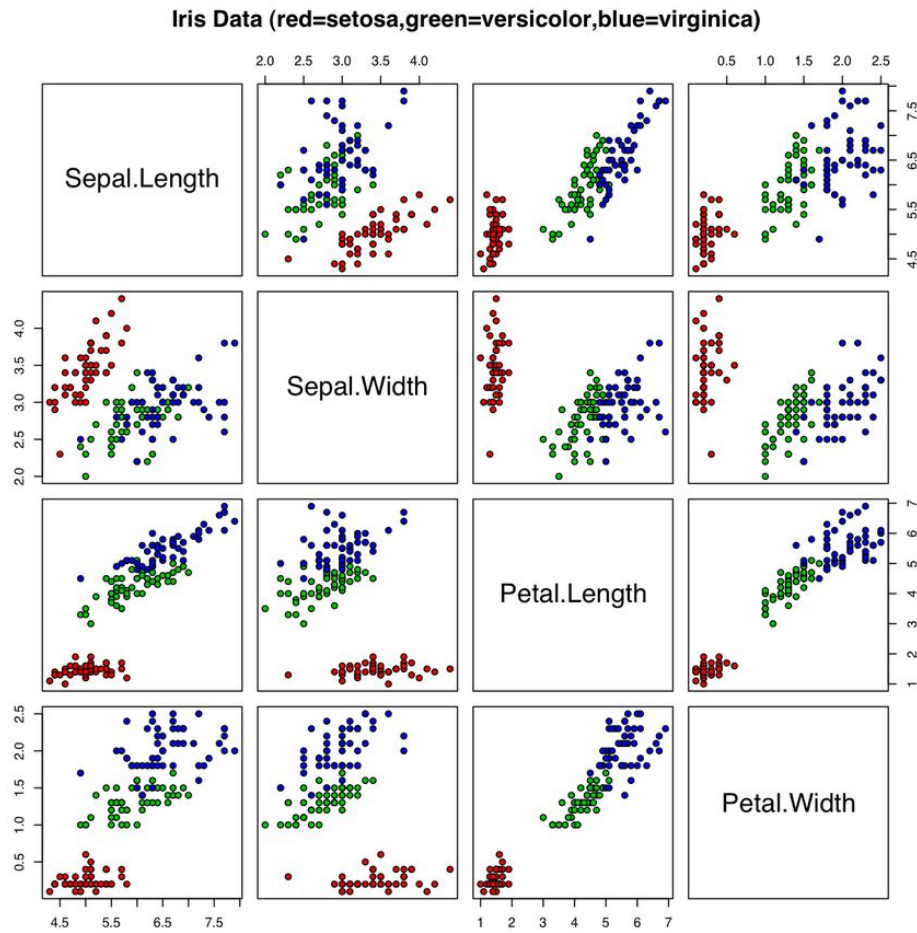 Iris Data (red=setosa,green=versicolor,blue=virginica)
2.0 2.5 3.0 3.5 4.0
0.5 1.0 1.5 2.0 2.5
Sepal.Length
4.5 5.5 6.5 7.5
2.0 2.5 3.0 3.5 4.0
Sepal.Width
Petal.Length
1 2 3 4 5 6 7
0.5 1.0 1.5 2.0 2.5
Petal.Width
4.5 5.5 6.5 7.5
1 2 3 4 5 6 7